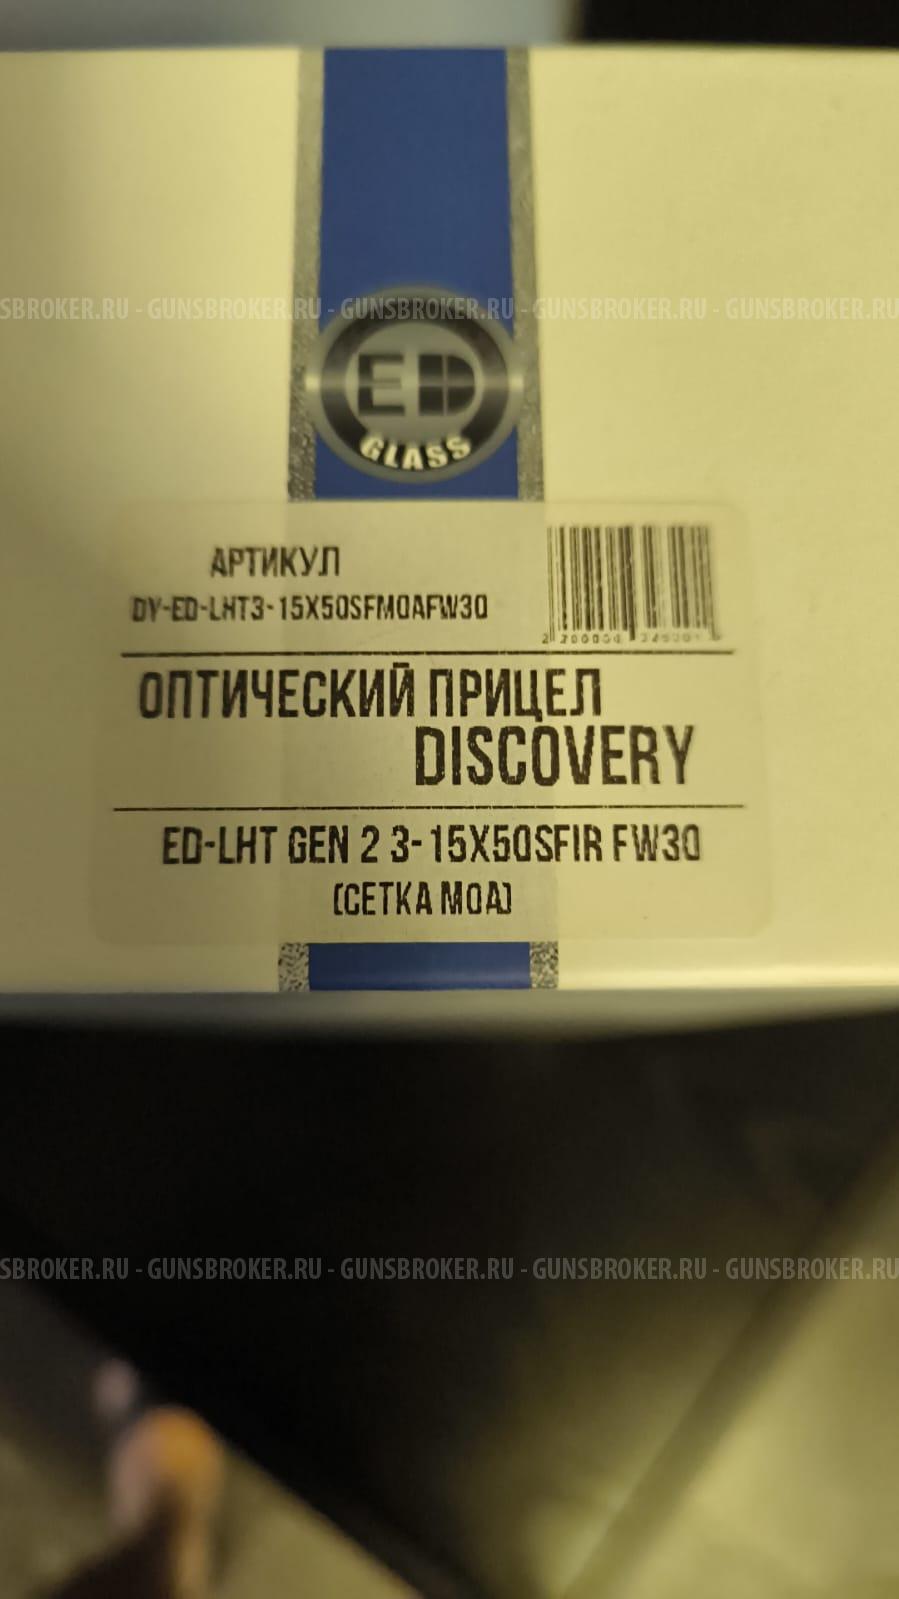 SBROKER.RU - GUNSBROKER.RU - GUNSBROKER.RU - GUNSBROKER.RU - GUNSBROKER.RU
ED
GLASS
АРТИКУЛ
DY-ED-LHT3-15X50SFMOAFW30
ОПТИЧЕСКИЙ ПРИЦЕЛ
DISCOVERY
ED-LHT GEN 2 3-15X50SFIR FW30
(СЕТКА МОА)
SBROKER.RU - GUNSBROKER.RU - GUNSBROKER.RU - GUNSBROKER.RU - GUNSBROKER.RU